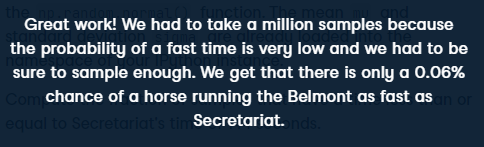 Great work! We had to take a million samples because
the probability of a fast time is very low and we had to be
sure to sample enough. We get that there is only a 0.06%
chance of a horse running the Belmont as fast as
Secretariat.